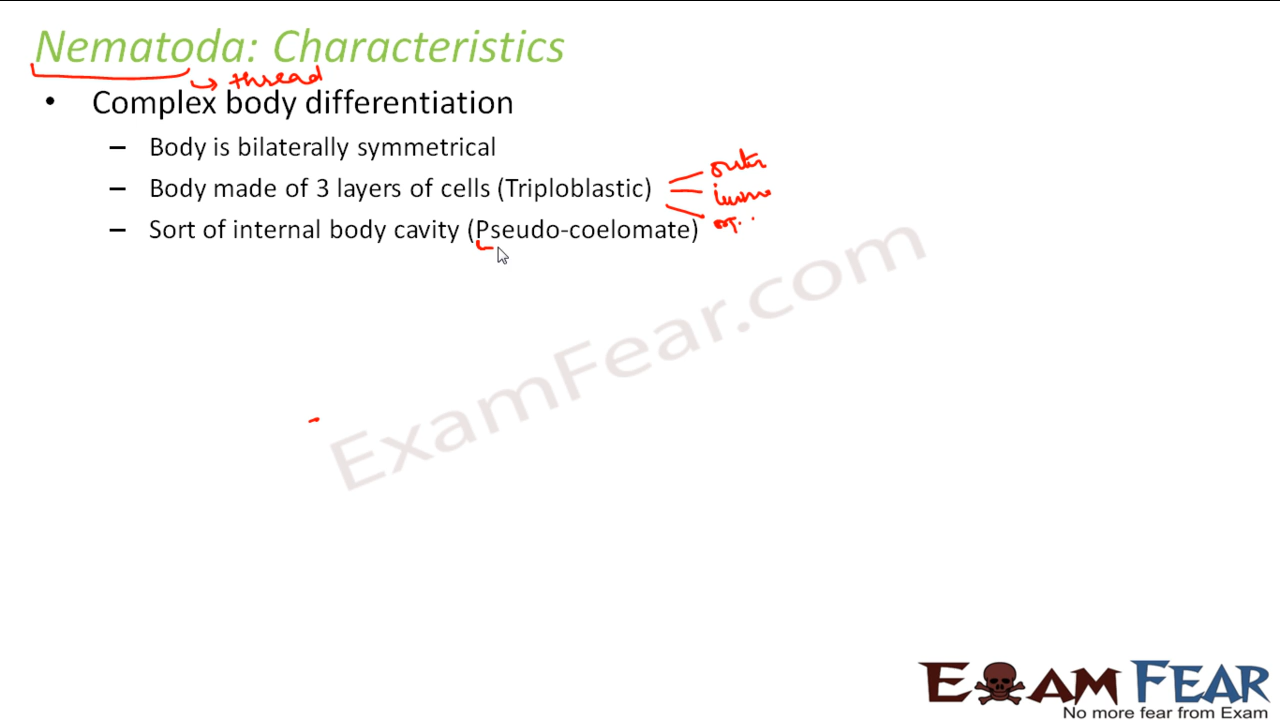 Nematoda: Characteristics
→ thread
• Complex body differentiation
– Body is bilaterally symmetrical
– Body made of 3 layers of cells (Triploblastic)
outer
– Sort of internal body cavity (Pseudo-coelomate)
ExamFear.com
EXAM FEAR
No more fear from Exam